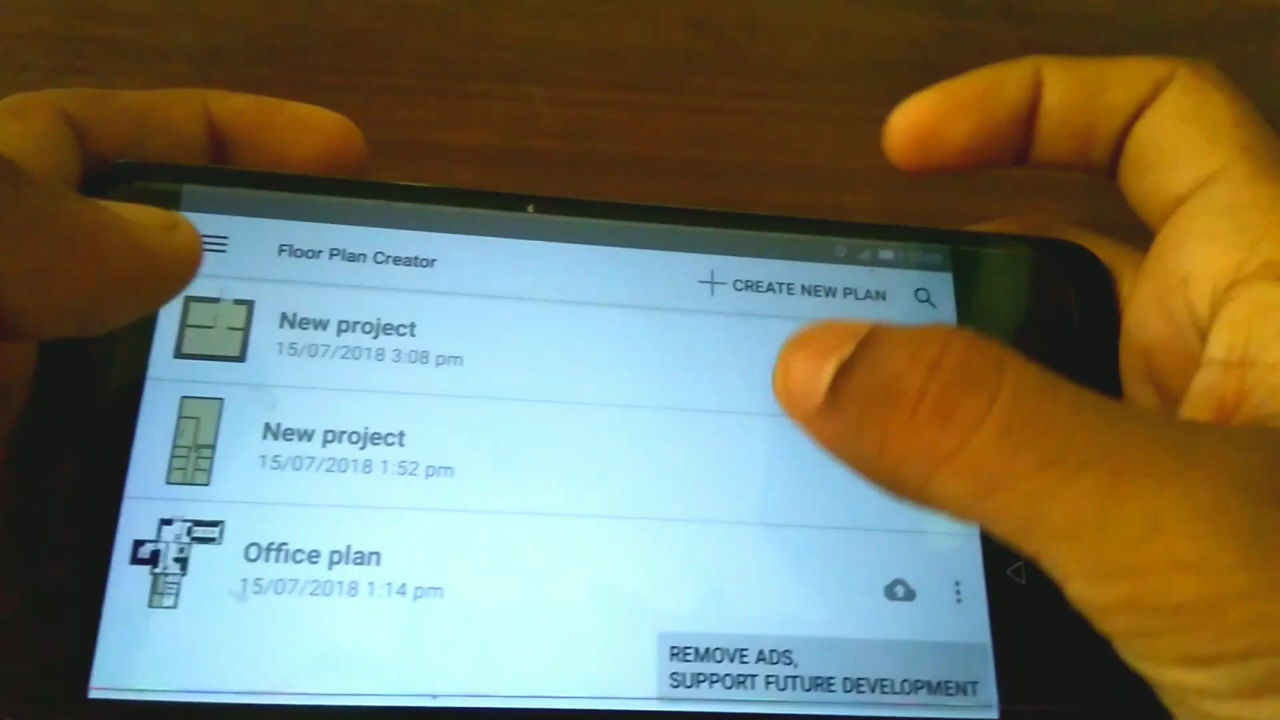 Floor Plan Creator
CREATE NEW PLAN
New project
15/07/2018 3:08 pm
New project
15/07/2018 1:52 pm
Office plan
15/07/2018 1:14 pm
REMOVE ADS,
SUPPORT FUTURE DEVELOPMENT